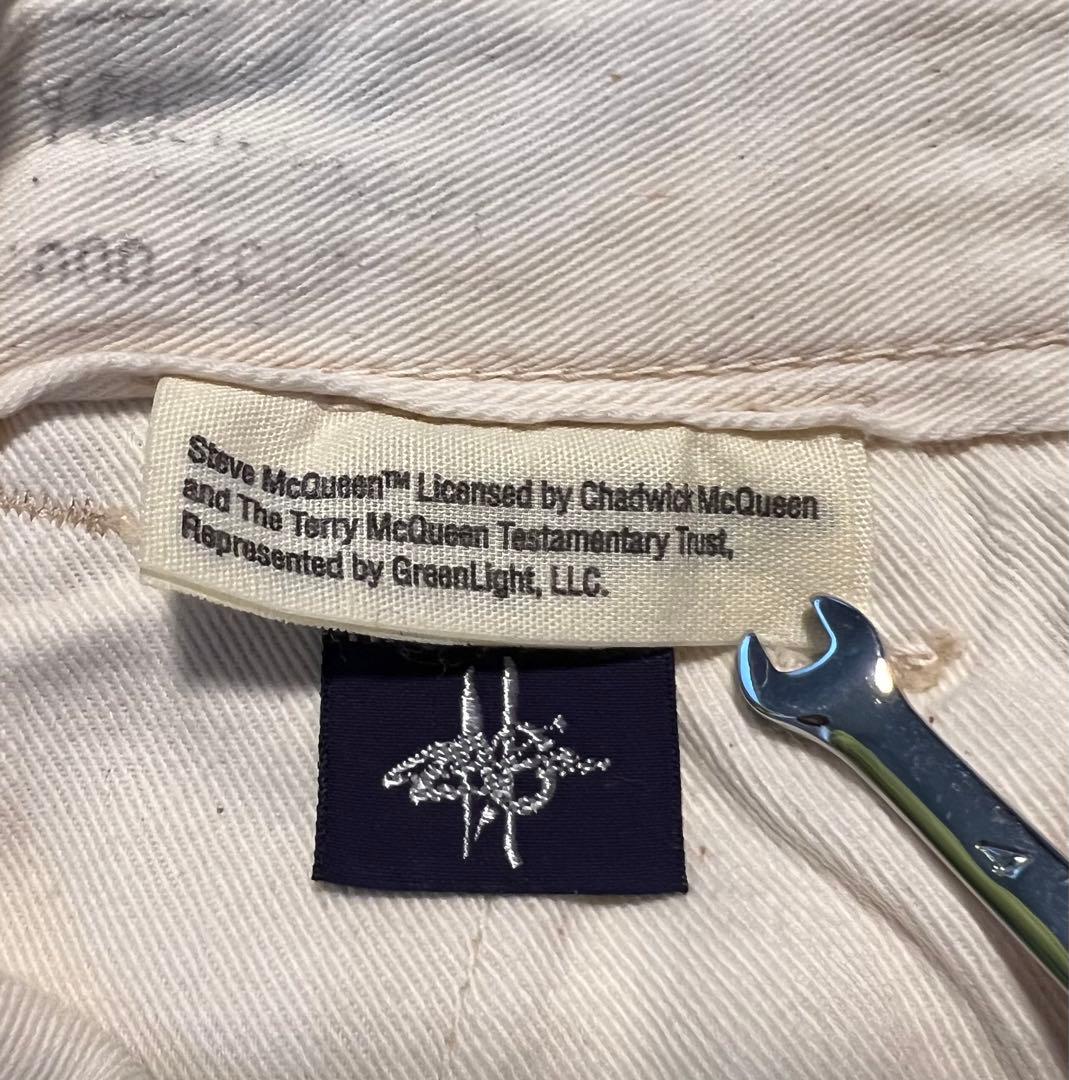 Steve McQueen™ Licensed by Chadwick McQueen
and The Terry McQueen Testamentary Trust,
Represented by GreenLight, LLC.